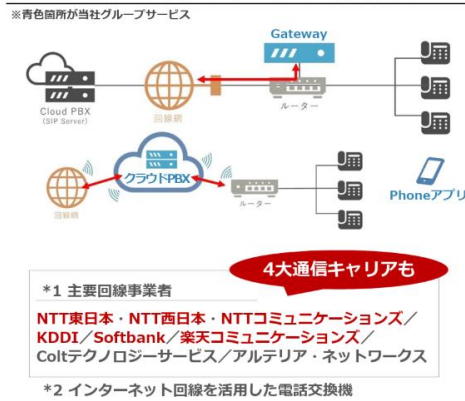 ※青色箇所が当社グループサービス
Gateway
Cloud PBX
(SIP Server)
回線網
ルーター
クラウドPBX
回線網
ルーター
Phoneアプリ
4大通信キャリアも
*1 主要回線事業者
NTT東日本・NTT西日本・NTTコミュニケーションズ／
KDDI／Softbank／楽天コミュニケーションズ／
Coltテクノロジーサービス／アルテリア・ネットワークス
*2 インターネット回線を活用した電話交換機